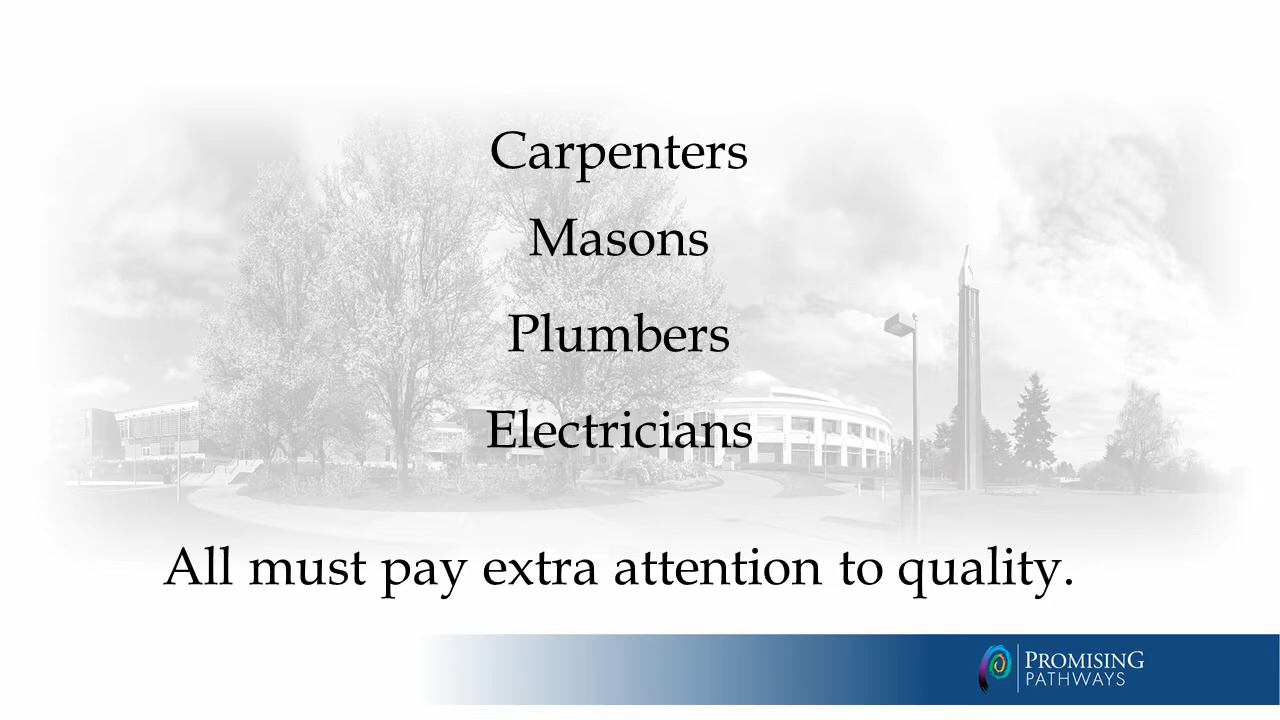 Carpenters
Masons
Plumbers
Electricians
All must pay extra attention to quality.
PROMISING
PATHWAYS